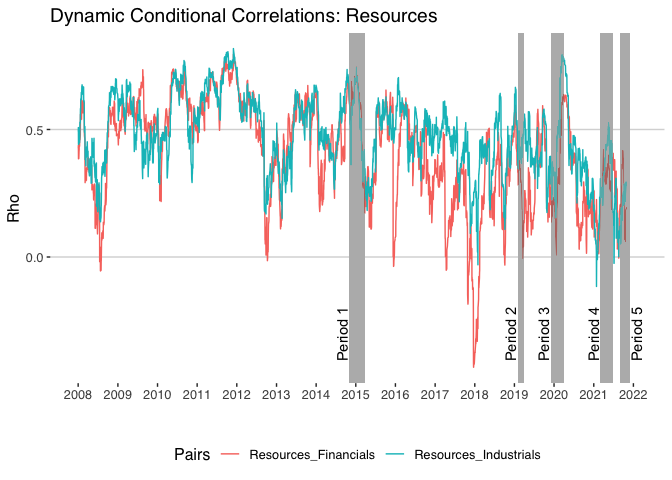 Dynamic Conditional Correlations: Resources
Rho
0.5
0.0
Period 1
Period 2
Period 3
Period 4
Period 5
2008 2009 2010 2011 2012 2013 2014 2015 2016 2017 2018 2019 2020 2021 2022
Pairs Resources_Financials Resources_Industrials